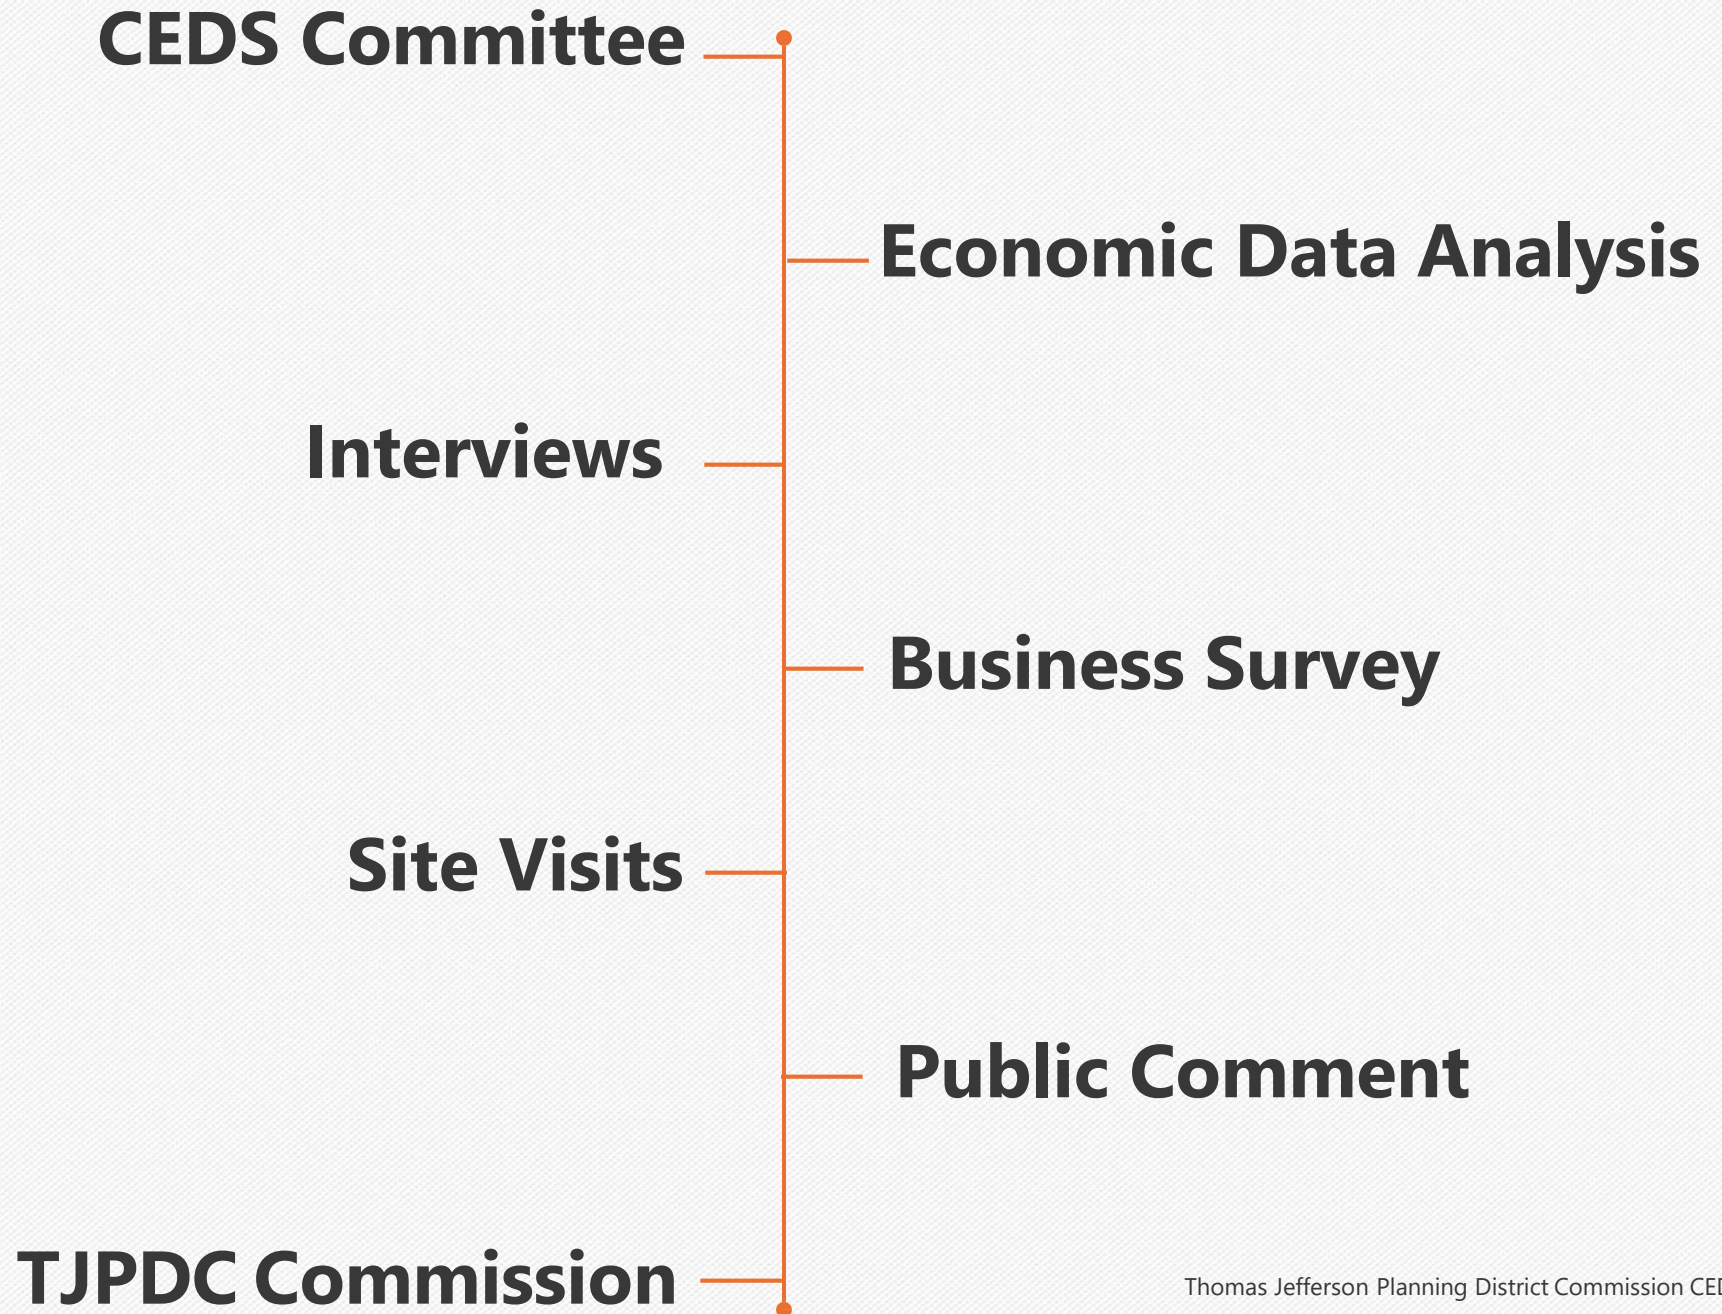 CEDS Committee
Economic Data Analysis
Interviews
Business Survey
Site Visits
Public Comment
TJPDC Commission
Thomas Jefferson Planning District Commission